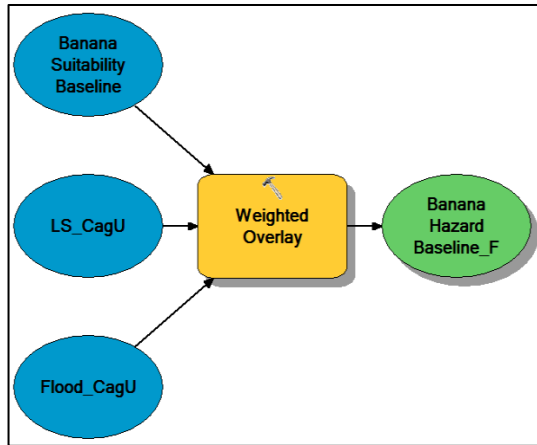 Banana
Suitability
Baseline
LS_CagU
Weighted
Overlay
Banana
Hazard
Baseline_F
Flood_CagU